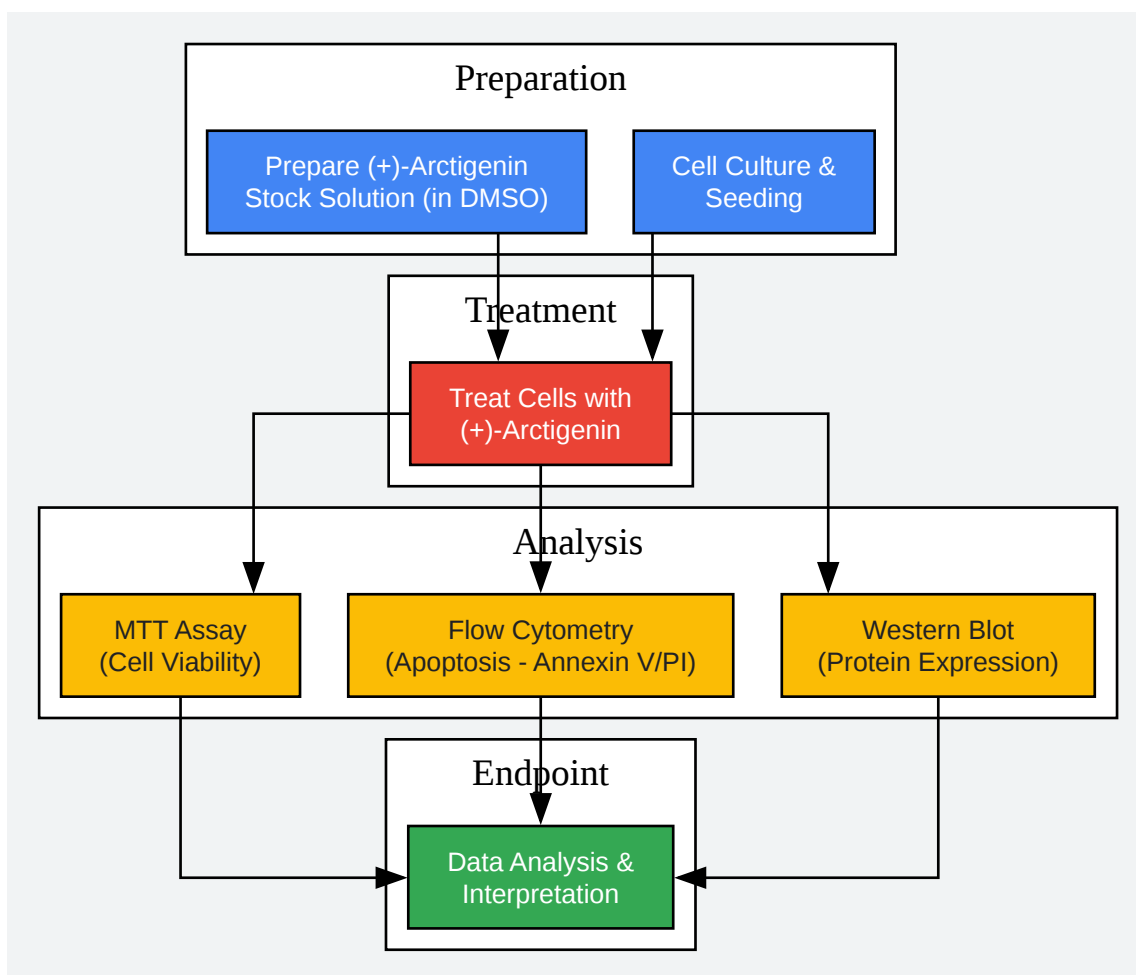 Preparation
Prepare (+)-Arctigenin
Stock Solution (in DMSO)
Cell Culture &
Seeding
Treatment
Treat Cells with
(+)-Arctigenin
Analysis
MTT Assay
(Cell Viability)
Flow Cytometry
(Apoptosis - Annexin V/PI)
Western Blot
(Protein Expression)
Endpoint
Data Analysis &
Interpretation